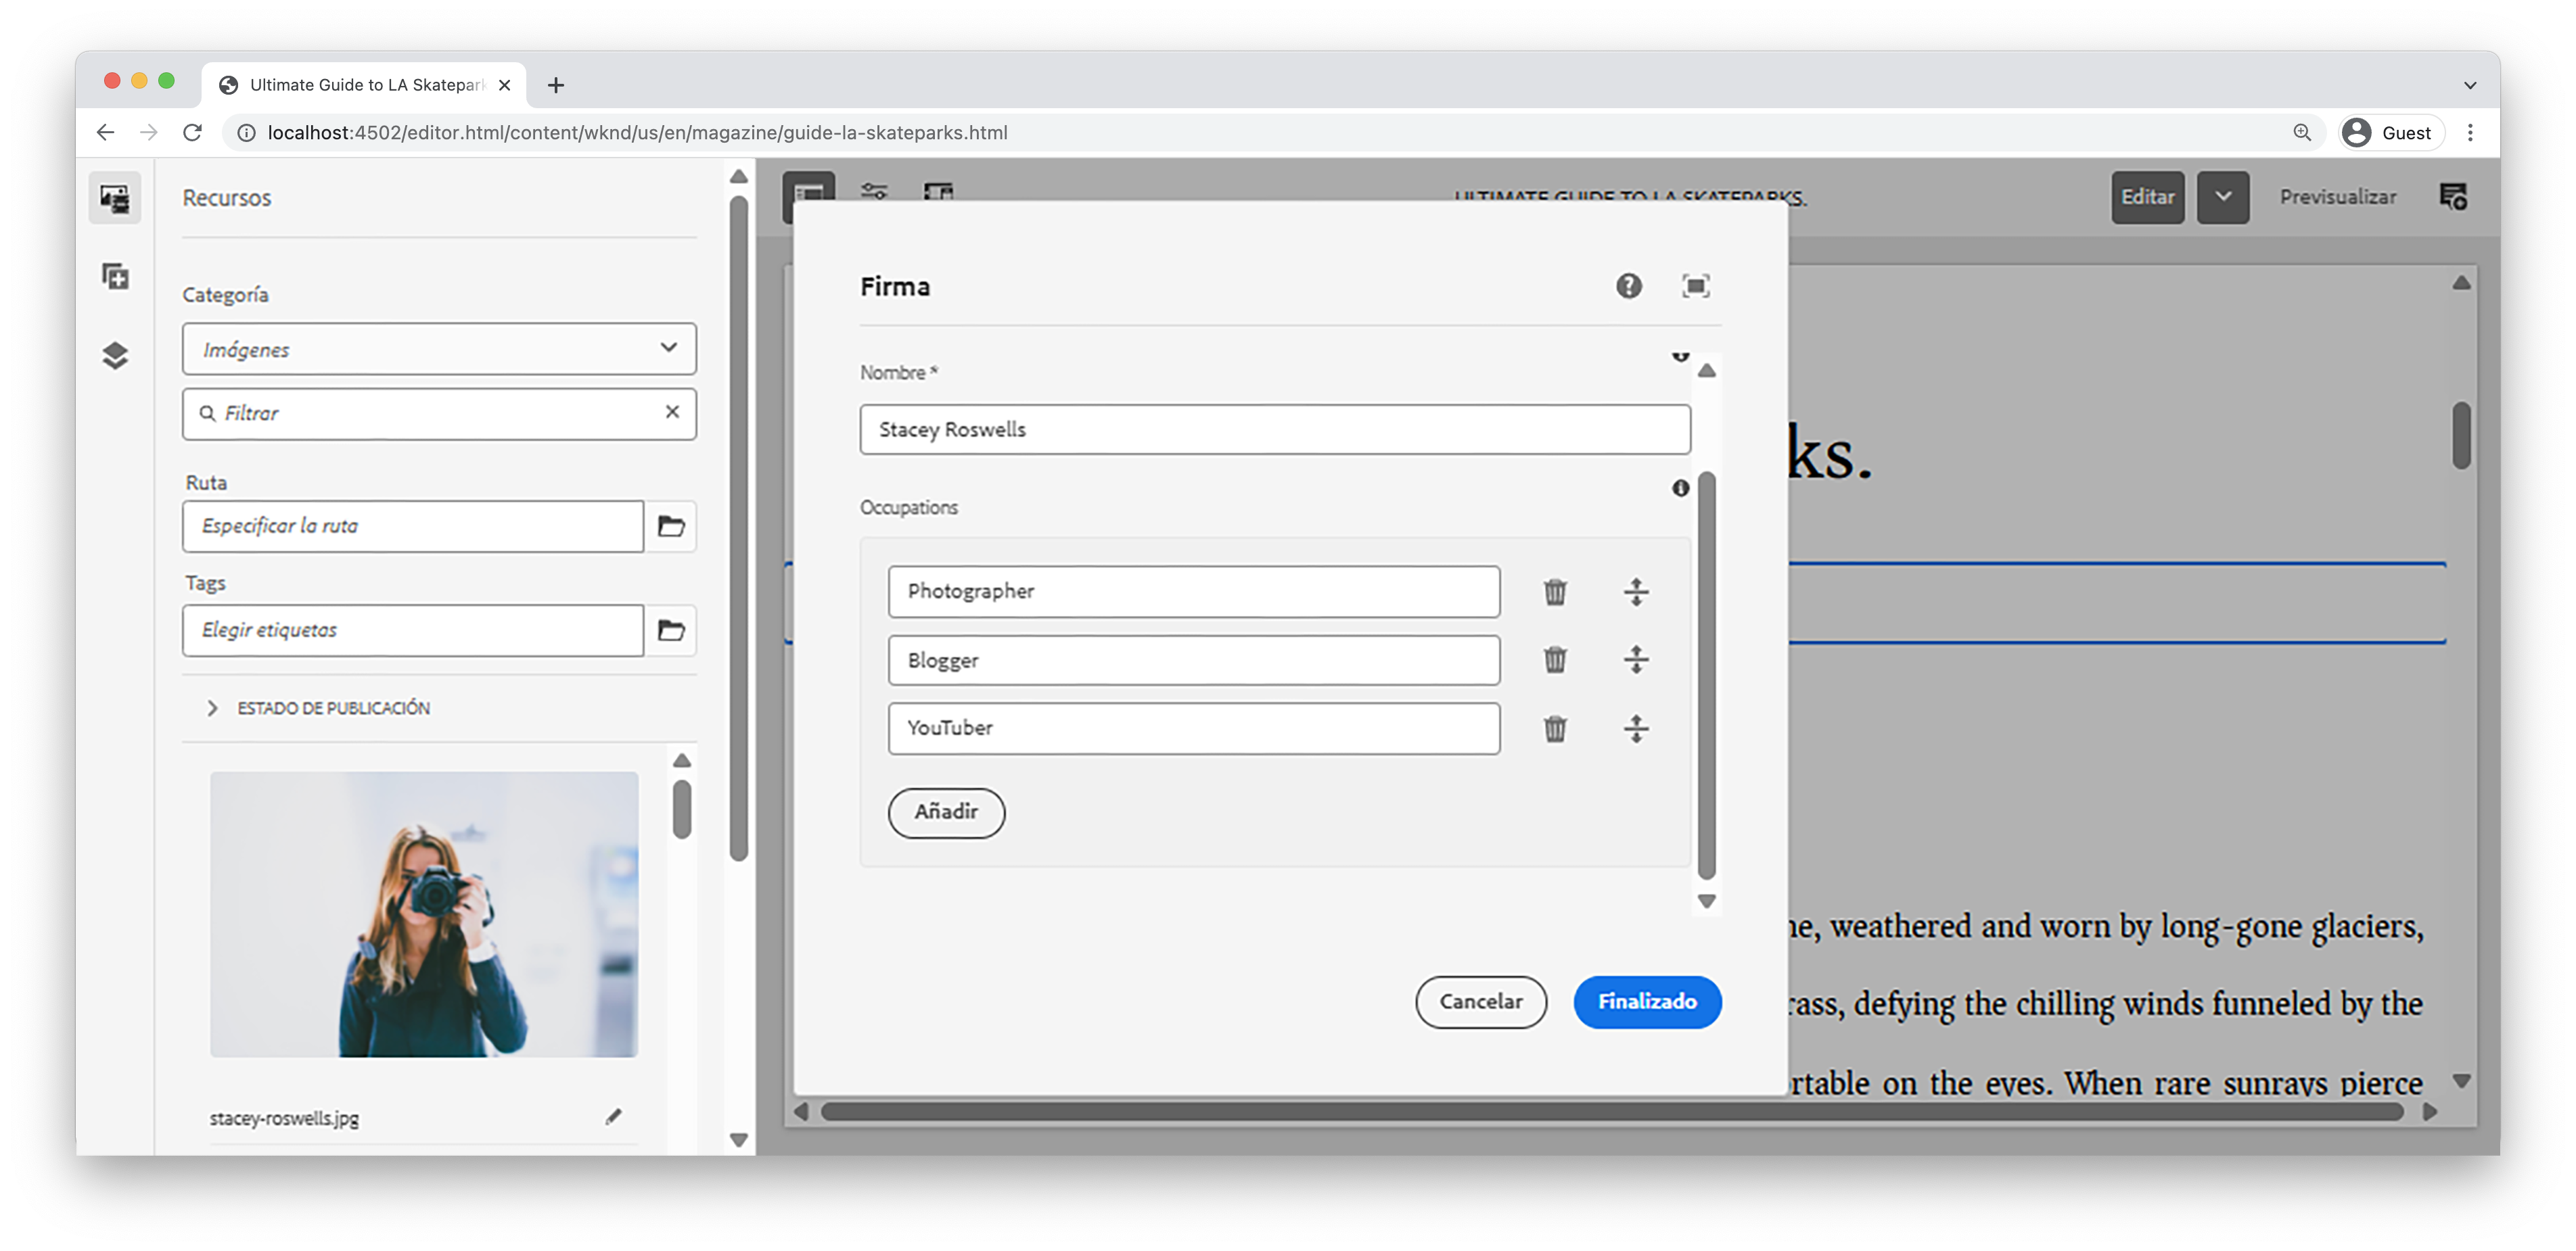 Ultimate Guide to LA Skatepark
localhost:4502/editor.html/content/wknd/us/en/magazine/guide-la-skateparks.html
Guest
Recursos
Categoría
Imágenes
Filtrar
Ruta
Especificar la ruta
Tags
Elegir etiquetas
ESTADO DE PUBLICACIÓN
stacey-roswells.jpg
ULTIMATE GUIDE TO LA SKATEPARKS.
Editar
Previsualizar
Firma
Nombre *
Stacey Roswells
Occupations
Photographer
Blogger
YouTuber
Añadir
Cancelar
Finalizado
ks.
ne, weathered and worn by long-gone glaciers,
rass, defying the chilling winds funneled by the
rtable on the eyes. When rare sunrays pierce